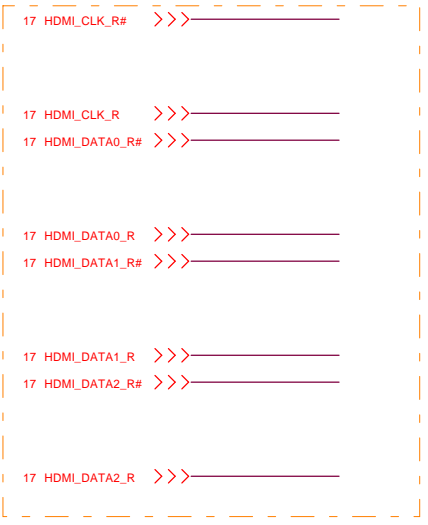 17 HDMI_CLK_R#
17 HDMI_CLK_R
17 HDMI_DATA0_R#
17 HDMI_DATA0_R
17 HDMI_DATA1_R#
17 HDMI_DATA1_R
17 HDMI_DATA2_R#
17 HDMI_DATA2_R